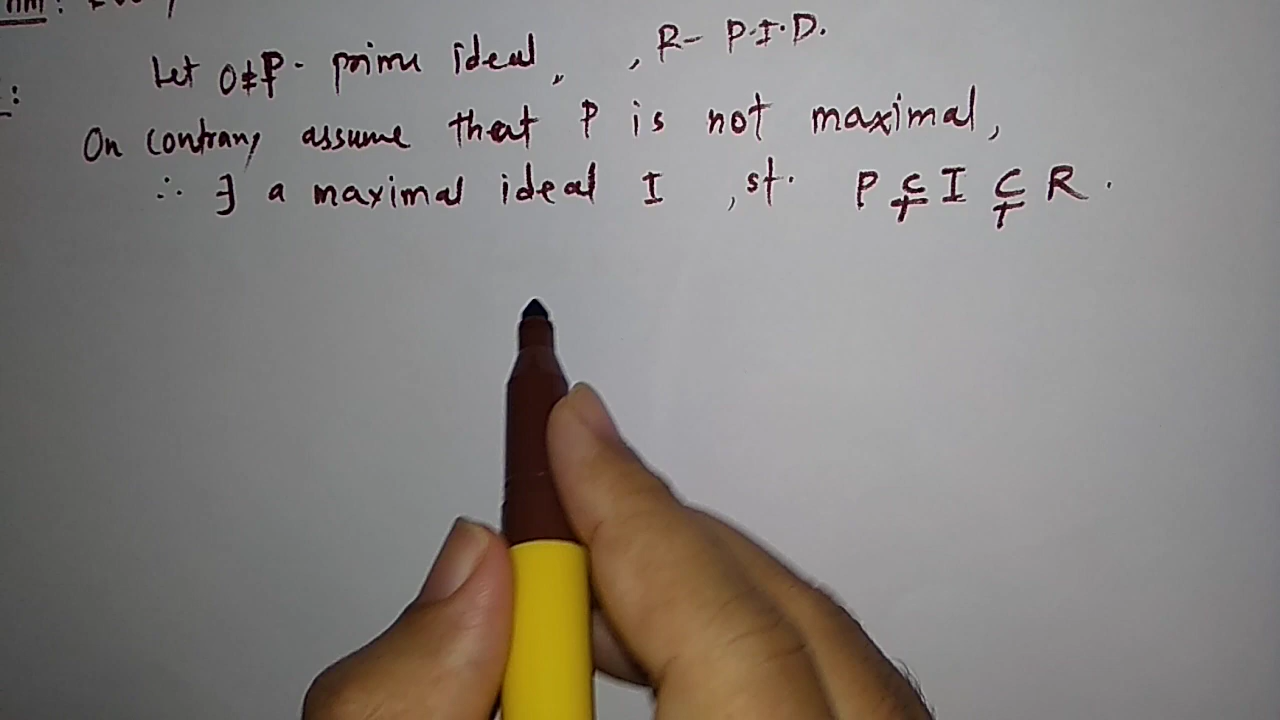 Let 0≠P - prime ideal, , R- P.I.D.
:
On contrary assume that P is not maximal,
∴ ∃ a maximal ideal I , st. P ⊊ I ⊊ R.